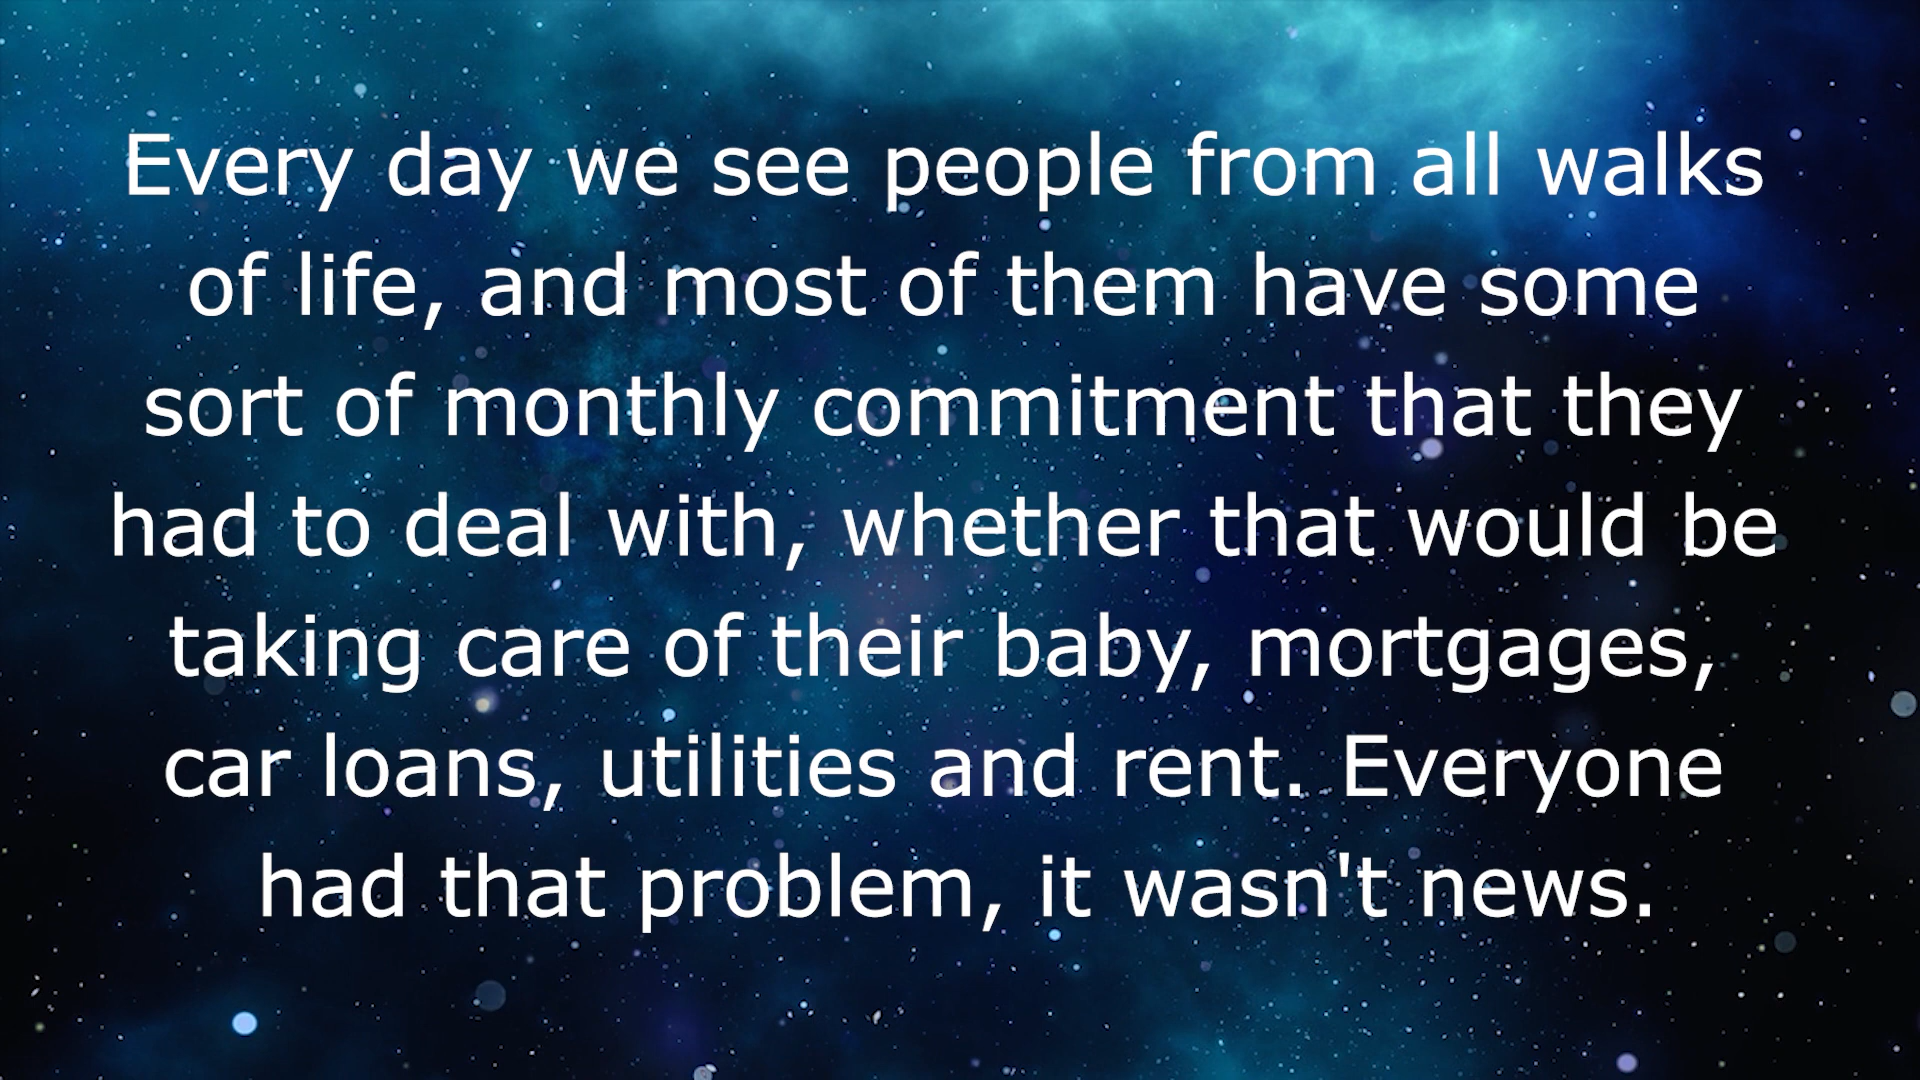 Every day we see people from all walks
of life, and most of them have some
sort of monthly commitment that they
had to deal with, whether that would be
taking care of their baby, mortgages,
car loans, utilities and rent. Everyone
had that problem, it wasn't news.